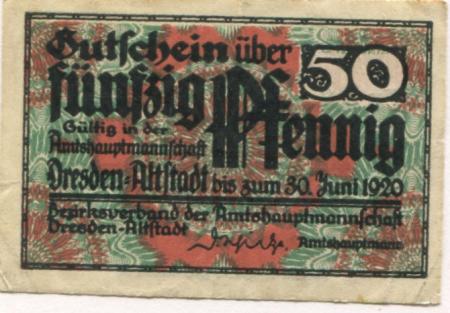 Gutschein über 50
fünfzig Pfennig
Gültig in der
Amtshauptmannschaft
Dresden-Altstadt bis zum 30. Juni 1920
Bezirksverband der Amtshauptmannschaft
Dresden-Altstadt
Amtshauptmann